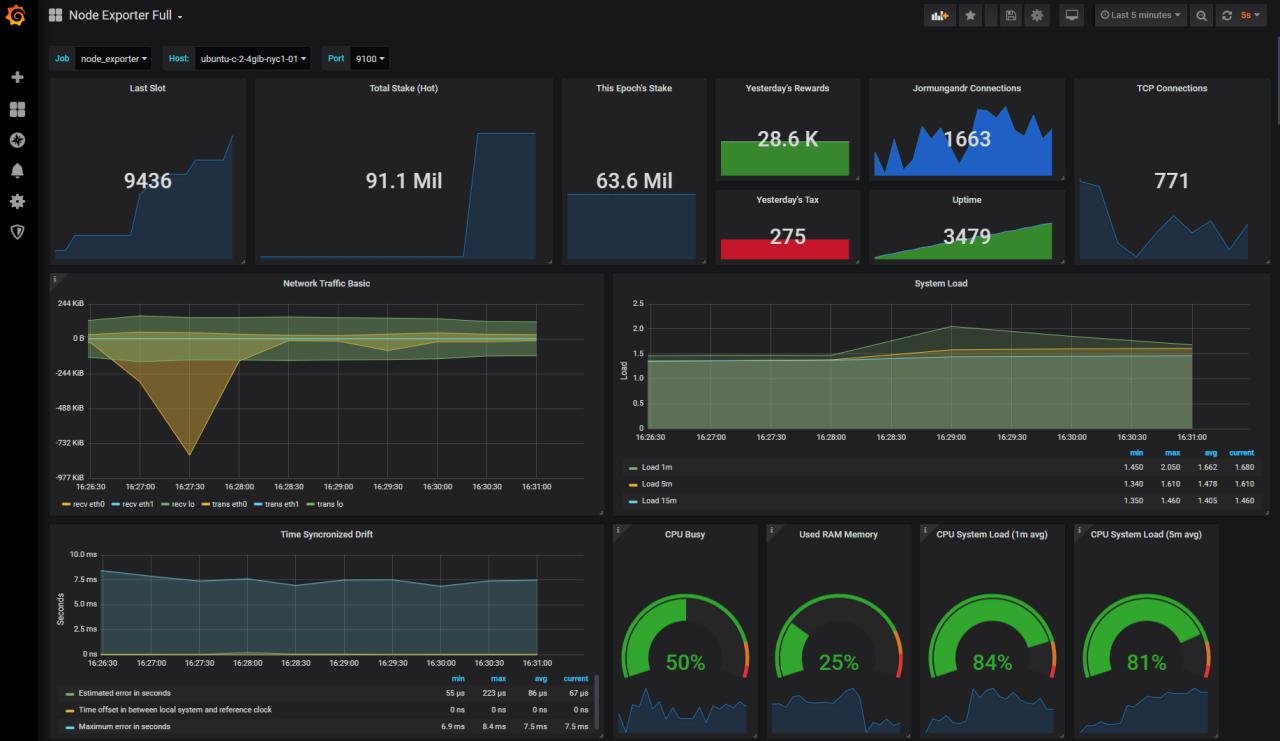 Node Exporter Full
Last 5 minutes
5s
Job node_exporter Host: ubuntu-c-2-4gib-nyc1-01 Port 9100
Last Slot
9436
Total Stake (Hot)
91.1 Mil
This Epoch's Stake
63.6 Mil
Yesterday's Rewards
28.6 K
Jormungandr Connections
1663
TCP Connections
771
Yesterday's Tax
275
Uptime
3479
Network Traffic Basic
244 KiB
0 B
-244 KiB
-488 KiB
-732 KiB
-977 KiB
16:26:30 16:27:00 16:27:30 16:28:00 16:28:30 16:29:00 16:29:30 16:30:00 16:30:30 16:31:00
recv eth0 recv eth1 recv lo trans eth0 trans eth1 trans lo
System Load
Load
2.5
2.0
1.5
1.0
0.5
0
16:26:30 16:27:00 16:27:30 16:28:00 16:28:30 16:29:00 16:29:30 16:30:00 16:30:30 16:31:00
min max avg current
Load 1m 1.450 2.050 1.662 1.680
Load 5m 1.340 1.610 1.478 1.610
Load 15m 1.350 1.460 1.405 1.460
Time Syncronized Drift
Seconds
10.0 ms
7.5 ms
5.0 ms
2.5 ms
0 ns
16:26:30 16:27:00 16:27:30 16:28:00 16:28:30 16:29:00 16:29:30 16:30:00 16:30:30 16:31:00
min max avg current
Estimated error in seconds 55 µs 223 µs 86 µs 67 µs
Time offset in between local system and reference clock 0 ns 0 ns 0 ns 0 ns
Maximum error in seconds 6.9 ms 8.4 ms 7.5 ms 7.5 ms
CPU Busy
50%
Used RAM Memory
25%
CPU System Load (1m avg)
84%
CPU System Load (5m avg)
81%